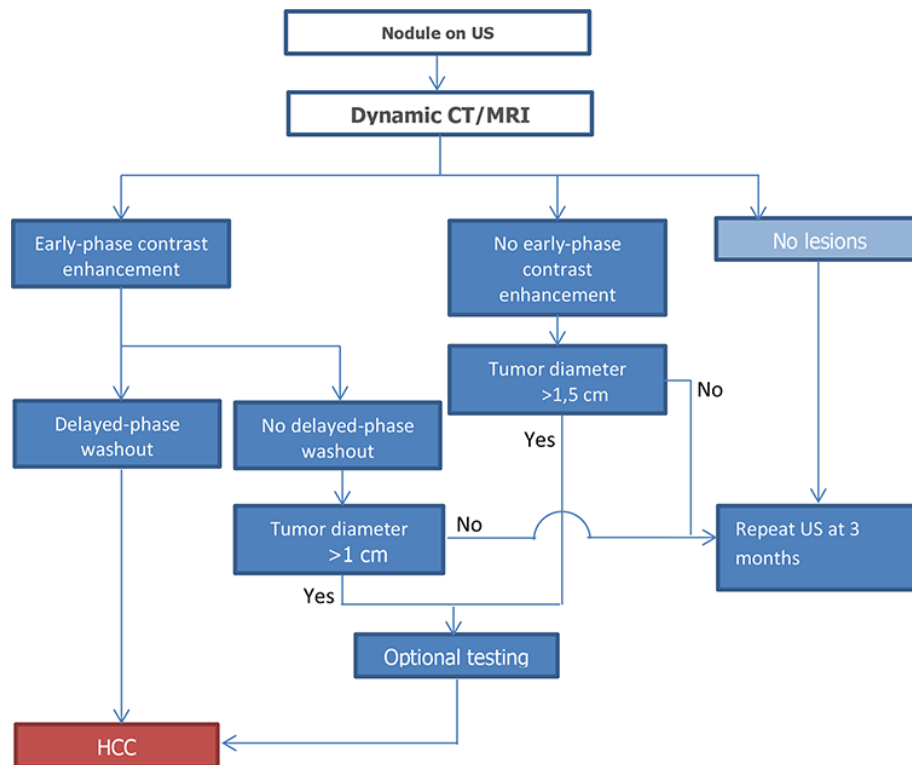 Nodule on US
Dynamic CT/MRI
Early-phase contrast
enhancement
No early-phase
contrast
enhancement
No lesions
Tumor diameter
>1,5 cm
No
Yes
Delayed-phase
washout
No delayed-phase
washout
Tumor diameter
>1 cm
No
Yes
Repeat US at 3
months
Optional testing
HCC